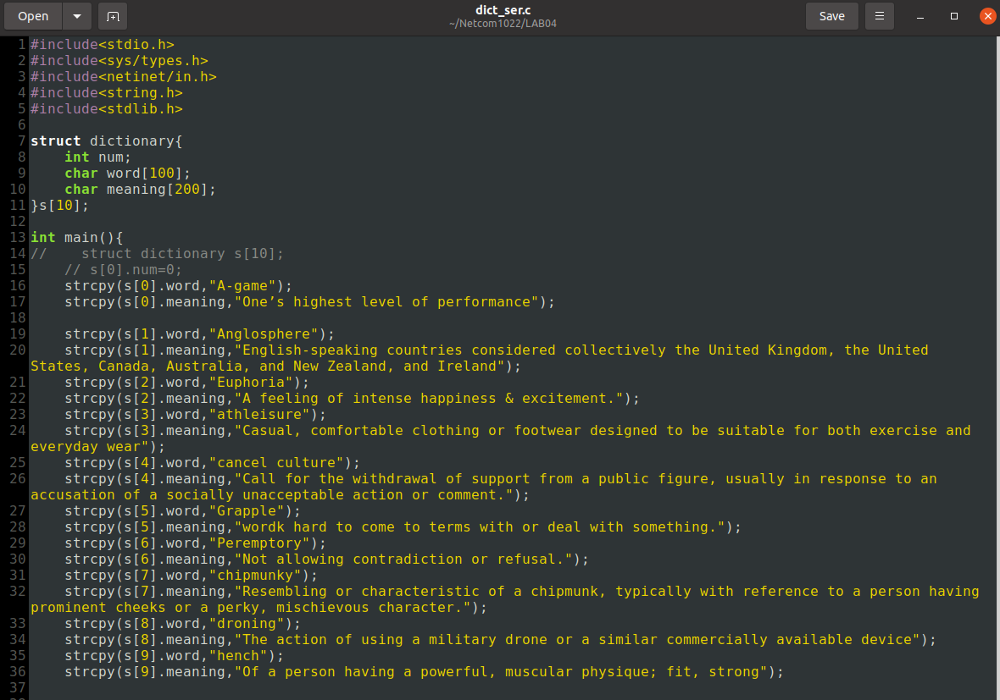 Open
dict_ser.c
~/Netcom1022/LAB04
Save
1 #include<stdio.h>
2 #include<sys/types.h>
3 #include<netinet/in.h>
4 #include<string.h>
5 #include<stdlib.h>
6
7 struct dictionary{
8     int num;
9     char word[100];
10     char meaning[200];
11 }s[10];
12
13 int main(){
14 //    struct dictionary s[10];
15     // s[0].num=0;
16     strcpy(s[0].word,"A-game");
17     strcpy(s[0].meaning,"One’s highest level of performance");
18
19     strcpy(s[1].word,"Anglosphere");
20     strcpy(s[1].meaning,"English-speaking countries considered collectively the United Kingdom, the United
States, Canada, Australia, and New Zealand, and Ireland");
21     strcpy(s[2].word,"Euphoria");
22     strcpy(s[2].meaning,"A feeling of intense happiness & excitement.");
23     strcpy(s[3].word,"athleisure");
24     strcpy(s[3].meaning,"Casual, comfortable clothing or footwear designed to be suitable for both exercise and
everyday wear");
25     strcpy(s[4].word,"cancel culture");
26     strcpy(s[4].meaning,"Call for the withdrawal of support from a public figure, usually in response to an
accusation of a socially unacceptable action or comment.");
27     strcpy(s[5].word,"Grapple");
28     strcpy(s[5].meaning,"wordk hard to come to terms with or deal with something.");
29     strcpy(s[6].word,"Peremptory");
30     strcpy(s[6].meaning,"Not allowing contradiction or refusal.");
31     strcpy(s[7].word,"chipmunky");
32     strcpy(s[7].meaning,"Resembling or characteristic of a chipmunk, typically with reference to a person having
prominent cheeks or a perky, mischievous character.");
33     strcpy(s[8].word,"droning");
34     strcpy(s[8].meaning,"The action of using a military drone or a similar commercially available device");
35     strcpy(s[9].word,"hench");
36     strcpy(s[9].meaning,"Of a person having a powerful, muscular physique; fit, strong");
37